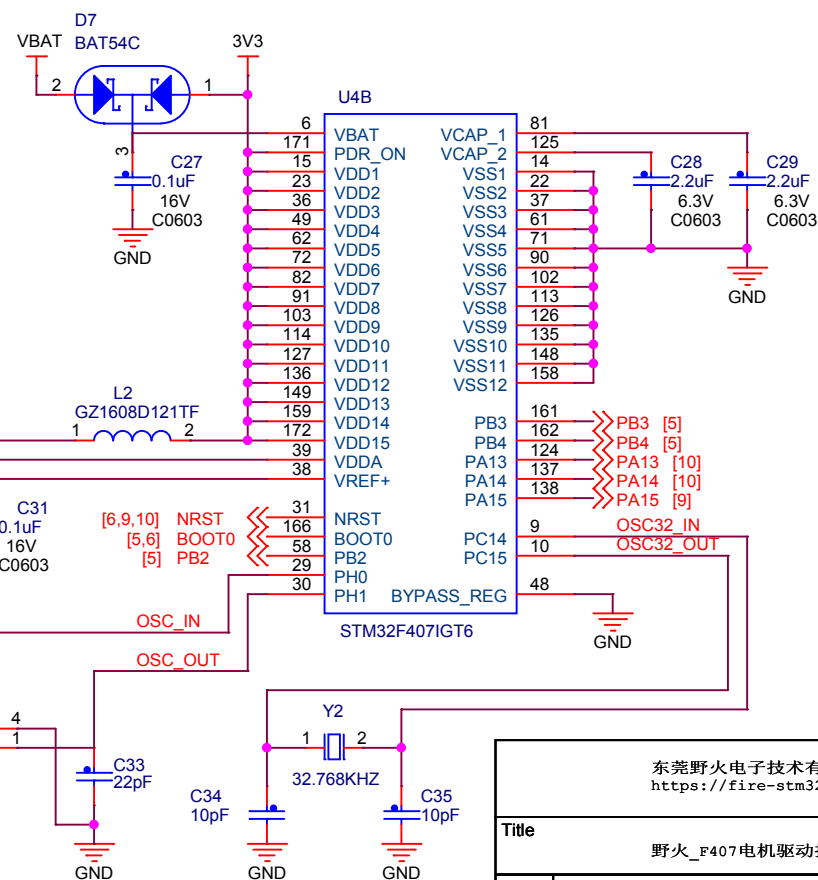 D7
VBAT
BAT54C
3V3
2
1
3
C27
0.1uF
16V
C0603
GND
U4B
6
VBAT
VCAP_1
81
171
PDR_ON
VCAP_2
125
15
VDD1
VSS1
14
23
VDD2
VSS2
22
36
VDD3
VSS3
37
49
VDD4
VSS4
61
62
VDD5
VSS5
71
72
VDD6
VSS6
90
82
VDD7
VSS7
102
91
VDD8
VSS8
113
103
VDD9
VSS9
126
114
VDD10
VSS10
135
127
VDD11
VSS11
148
136
VDD12
VSS12
158
149
VDD13
159
VDD14
172
VDD15
39
VDDA
38
VREF+
C28
2.2uF
6.3V
C0603
C29
2.2uF
6.3V
C0603
GND
L2
GZ1608D121TF
1
2
PB3
161
PB3 [5]
PB4
162
PB4 [5]
PA13
124
PA13 [10]
PA14
137
PA14 [10]
PA15
138
PA15 [9]
C31
0.1uF
16V
C0603
[6,9,10] NRST
31
NRST
[5,6] BOOT0
166
BOOT0
[5] PB2
58
PB2
29
PH0
30
PH1
PC14
9
OSC32_IN
PC15
10
OSC32_OUT
BYPASS_REG
48
GND
STM32F407IGT6
OSC_IN
OSC_OUT
4
1
C33
22pF
GND
Y2
1
2
32.768KHZ
C34
10pF
GND
C35
10pF
GND
东莞野火电子技术有
https://fire-stm32
Title
野火_F407电机驱动